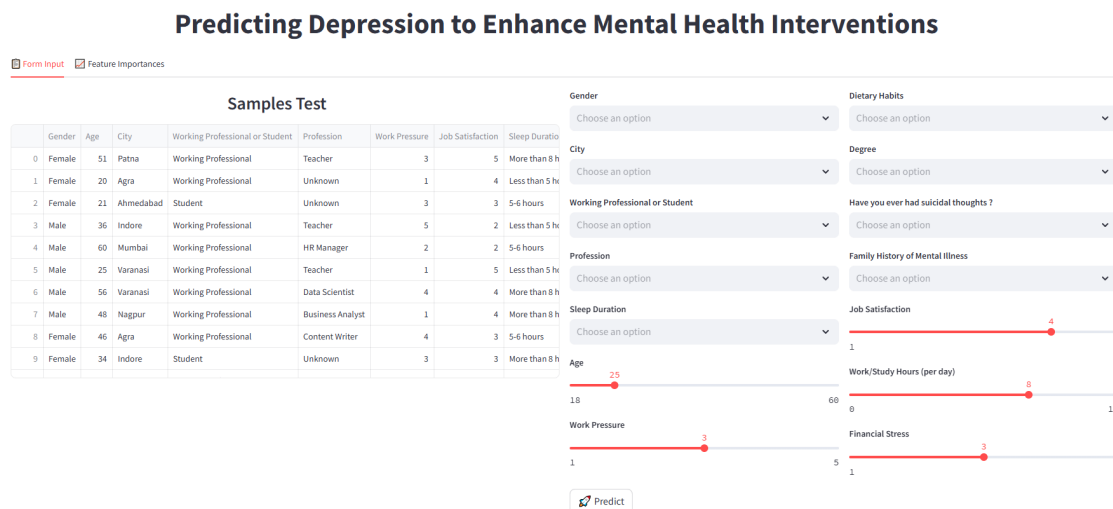 Predicting Depression to Enhance Mental Health Interventions
Form Input Feature Importances
Samples Test
Gender Age City Working Professional or Student Profession Work Pressure Job Satisfaction Sleep Duratio
0 Female 51 Patna Working Professional Teacher 3 5 More than 8 h
1 Female 20 Agra Working Professional Unknown 1 4 Less than 5 ho
2 Female 21 Ahmedabad Student Unknown 3 3 5-6 hours
3 Male 36 Indore Working Professional Teacher 5 2 Less than 5 ho
4 Male 60 Mumbai Working Professional HR Manager 2 2 5-6 hours
5 Male 25 Varanasi Working Professional Teacher 1 5 Less than 5 ho
6 Male 56 Varanasi Working Professional Data Scientist 4 4 More than 8 h
7 Male 48 Nagpur Working Professional Business Analyst 1 4 More than 8 h
8 Female 46 Agra Working Professional Content Writer 4 3 5-6 hours
9 Female 34 Indore Student Unknown 3 3 More than 8 h
Gender
Choose an option
City
Choose an option
Working Professional or Student
Choose an option
Profession
Choose an option
Sleep Duration
Choose an option
Age
25
18 60
Work Pressure
3
1 5
Predict
Dietary Habits
Choose an option
Degree
Choose an option
Have you ever had suicidal thoughts ?
Choose an option
Family History of Mental Illness
Choose an option
Job Satisfaction
4
1
Work/Study Hours (per day)
8
0 1
Financial Stress
3
1